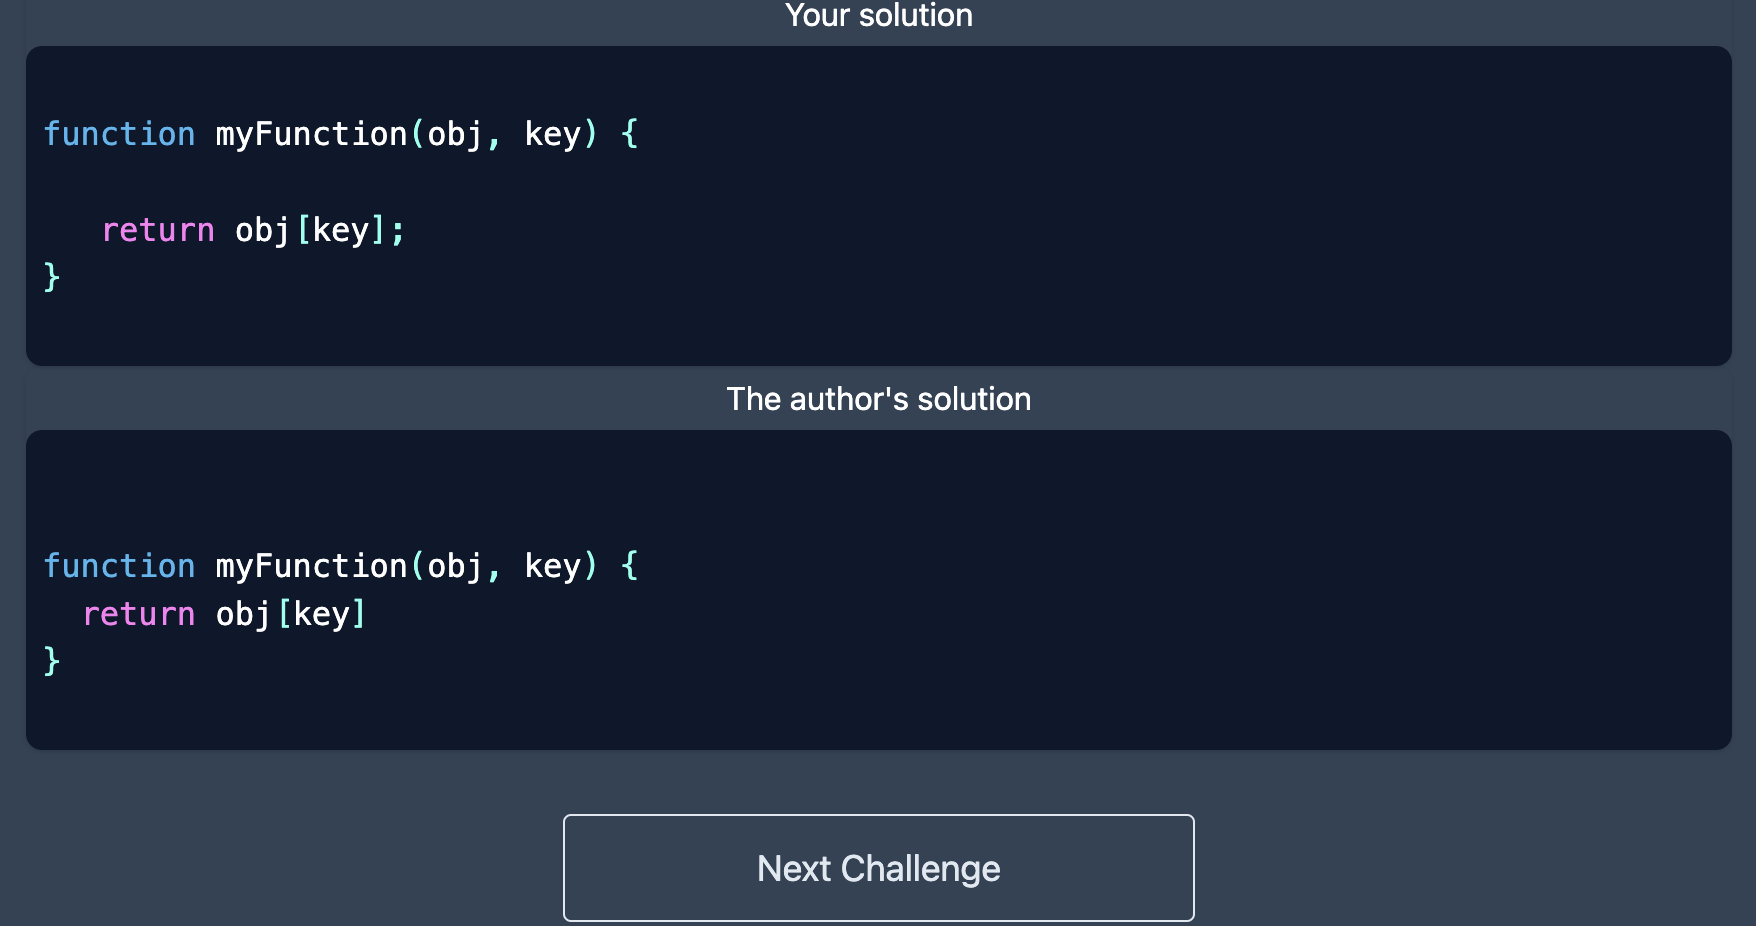 Your solution
function myFunction(obj, key) {
return obj[key];
}
The author's solution
function myFunction(obj, key) {
return obj[key]
}
Next Challenge